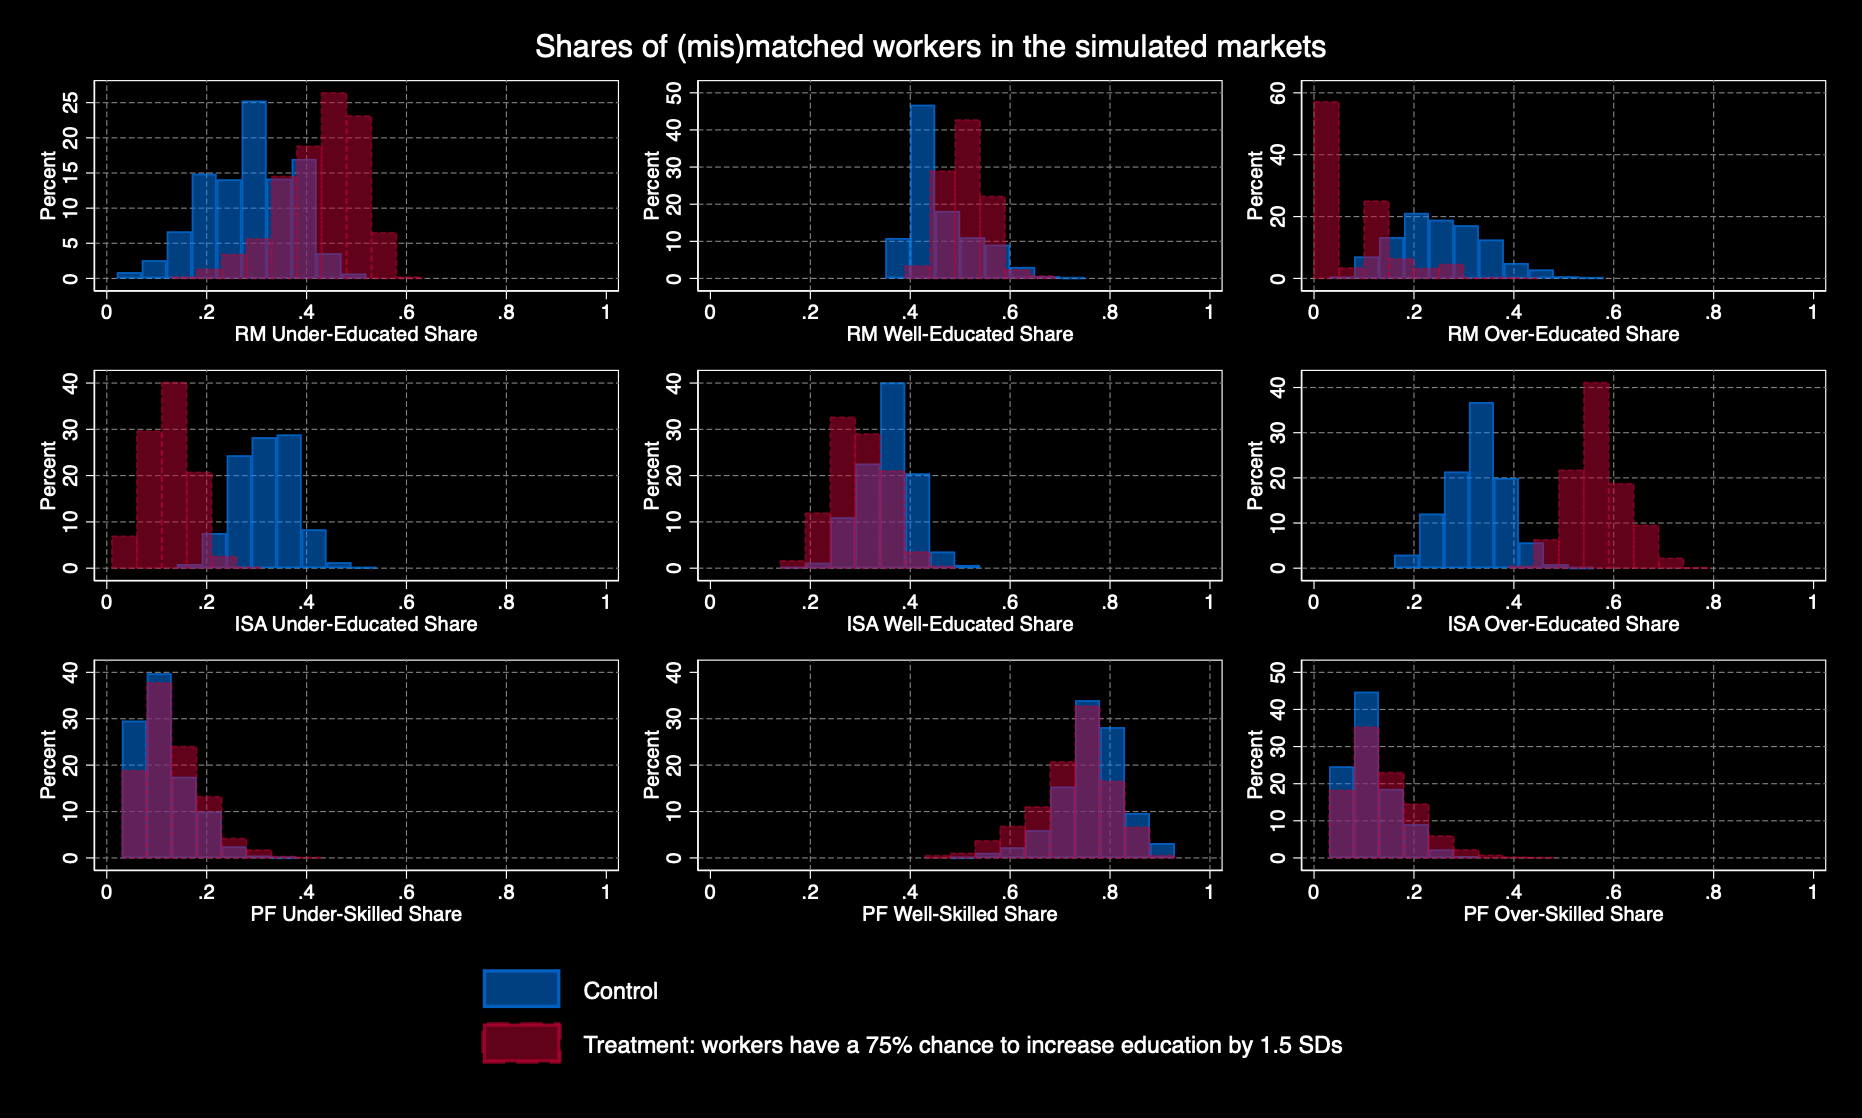 Shares of (mis)matched workers in the simulated markets
Percent
0 5 10 15 20 25
0 .2 .4 .6 .8 1
RM Under-Educated Share
Percent
0 10 20 30 40 50
0 .2 .4 .6 .8 1
RM Well-Educated Share
Percent
0 20 40 60
0 .2 .4 .6 .8 1
RM Over-Educated Share
Percent
0 10 20 30 40
0 .2 .4 .6 .8 1
ISA Under-Educated Share
Percent
0 10 20 30 40
0 .2 .4 .6 .8 1
ISA Well-Educated Share
Percent
0 10 20 30 40
0 .2 .4 .6 .8 1
ISA Over-Educated Share
Percent
0 10 20 30 40
0 .2 .4 .6 .8 1
PF Under-Skilled Share
Percent
0 10 20 30 40
0 .2 .4 .6 .8 1
PF Well-Skilled Share
Percent
0 10 20 30 40 50
0 .2 .4 .6 .8 1
PF Over-Skilled Share
Control
Treatment: workers have a 75% chance to increase education by 1.5 SDs